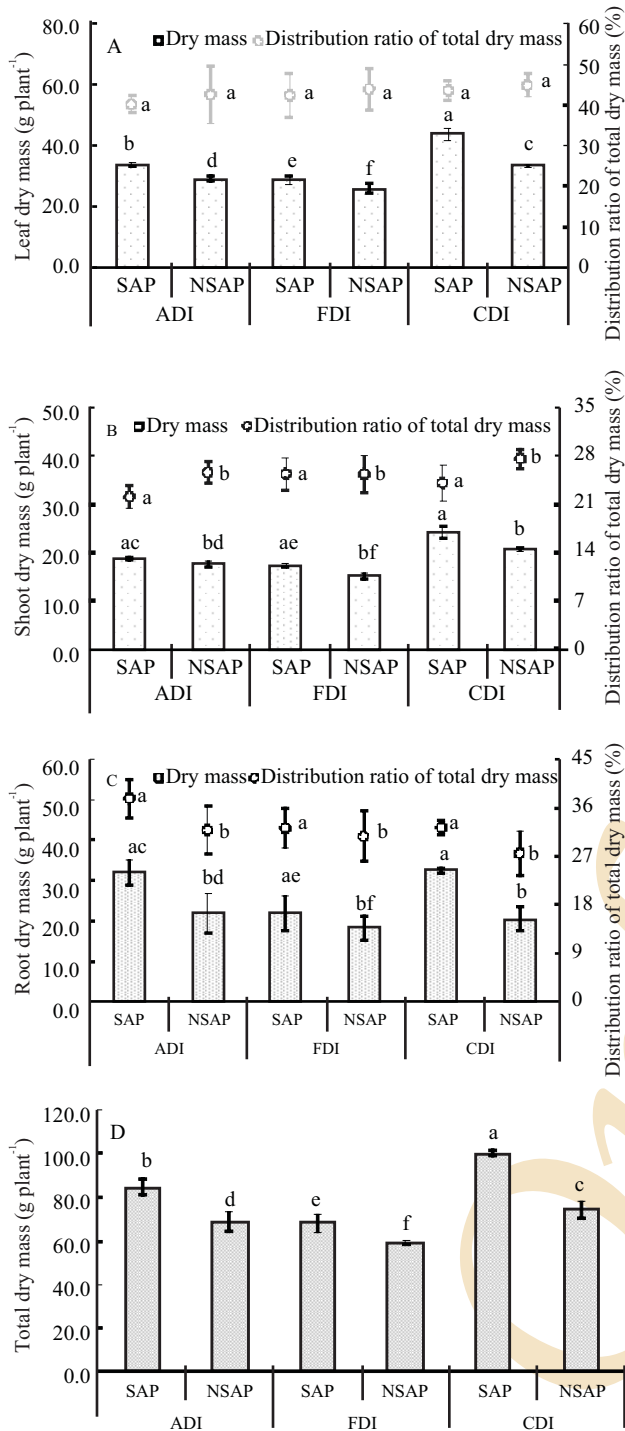 A Dry mass Distribution ratio of total dry mass
Leaf dry mass (g plant-1)
80.0
60.0
40.0
20.0
0.0
60
50
40
30
20
10
0
Distribution ratio of total dry mass (%)
a a a a a a
b d e f a c
SAP NSAP SAP NSAP SAP NSAP
ADI FDI CDI
B Dry mass Distribution ratio of total dry mass
Shoot dry mass (g plant-1)
50.0
40.0
30.0
20.0
10.0
0.0
35
28
21
14
7
0
Distribution ratio of total dry mass (%)
a b a b a b
ac bd ae bf a b
SAP NSAP SAP NSAP SAP NSAP
ADI FDI CDI
C Dry mass Distribution ratio of total dry mass
Root dry mass (g plant-1)
60.0
50.0
40.0
30.0
20.0
10.0
0.0
45
36
27
18
9
0
Distribution ratio of total dry mass (%)
a b a b a b
ac bd ae bf a b
SAP NSAP SAP NSAP SAP NSAP
ADI FDI CDI
D
Total dry mass (g plant-1)
120.0
100.0
80.0
60.0
40.0
20.0
0.0
b d e f a c
SAP NSAP SAP NSAP SAP NSAP
ADI FDI CDI